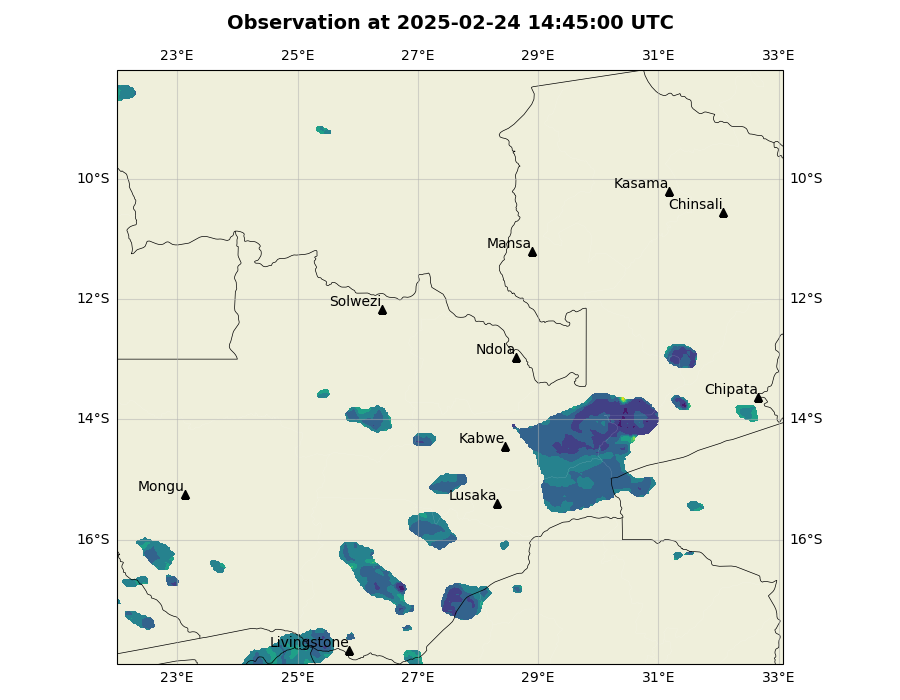 Observation at 2025-02-24 14:45:00 UTC
23°E 25°E 27°E 29°E 31°E 33°E
10°S 10°S
Kasama
Chinsali
Mansa
12°S 12°S
Solwezi
Ndola
Chipata
14°S 14°S
Kabwe
Mongu
Lusaka
16°S 16°S
Livingstone
23°E 25°E 27°E 29°E 31°E 33°E